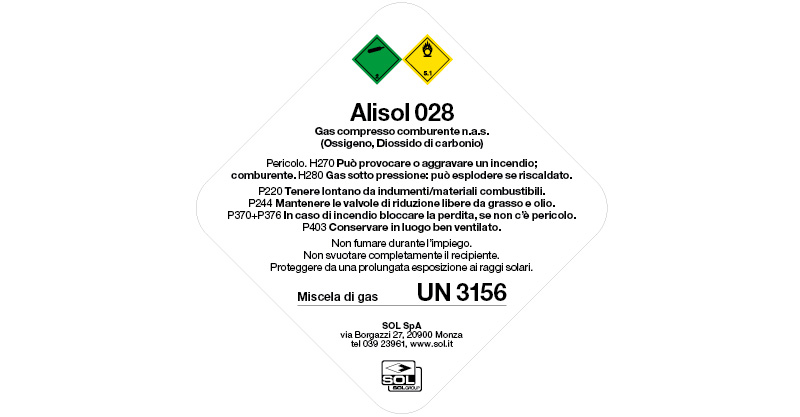 2
5.1
Alisol 028
Gas compresso comburente n.a.s.
(Ossigeno, Diossido di carbonio)
Pericolo. H270 Può provocare o aggravare un incendio;
comburente. H280 Gas sotto pressione: può esplodere se riscaldato.
P220 Tenere lontano da indumenti/materiali combustibili.
P244 Mantenere le valvole di riduzione libere da grasso e olio.
P370+P376 In caso di incendio bloccare la perdita, se non c'è pericolo.
P403 Conservare in luogo ben ventilato.
Non fumare durante l'impiego.
Non svuotare completamente il recipiente.
Proteggere da una prolungata esposizione ai raggi solari.
Miscela di gas UN 3156
SOL SpA
via Borgazzi 27, 20900 Monza
tel 039 23961, www.sol.it
SOL
SOLGROUP